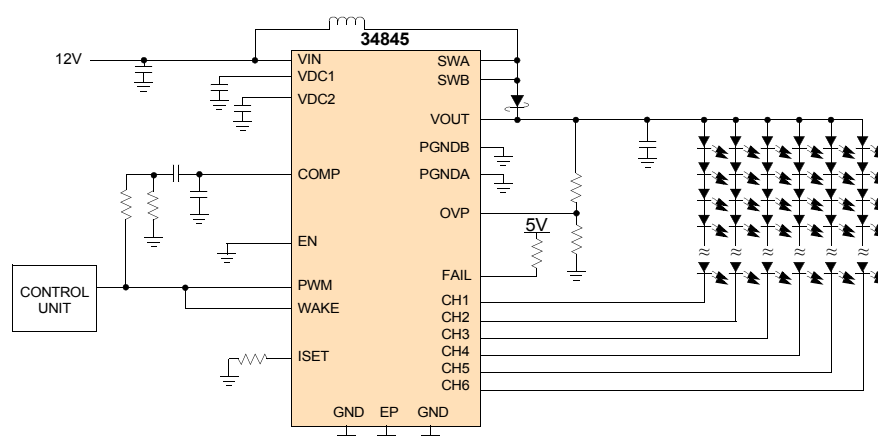 34845
12V
VIN
VDC1
VDC2
COMP
EN
PWM
WAKE
ISET
SWA
SWB
VOUT
PGNDB
PGNDA
OVP
5V
FAIL
CH1
CH2
CH3
CH4
CH5
CH6
CONTROL
UNIT
GND EP GND